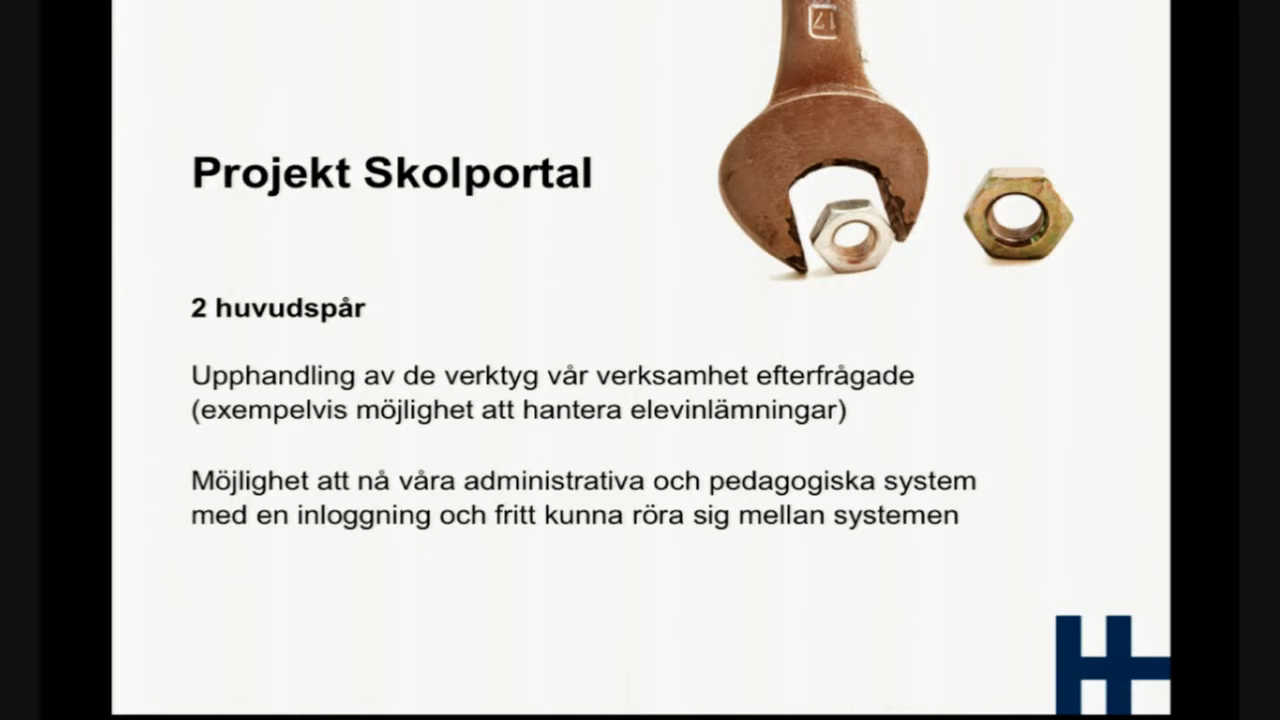 17
Projekt Skolportal
2 huvudspår
Upphandling av de verktyg vår verksamhet efterfrågade
(exempelvis möjlighet att hantera elevinlämningar)
Möjlighet att nå våra administrativa och pedagogiska system
med en inloggning och fritt kunna röra sig mellan systemen